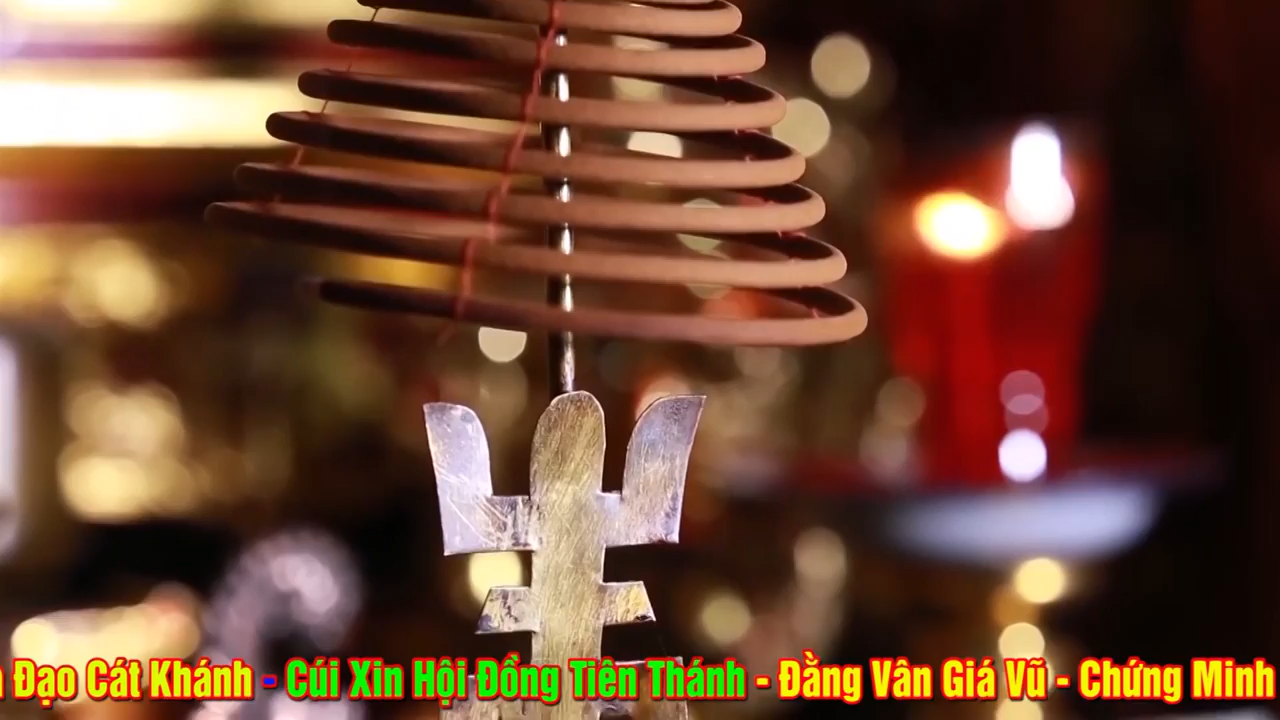 Đạo Cát Khánh - Cúi Xin Hội Đồng Tiên Thánh - Đằng Vân Giá Vũ - Chứng Minh